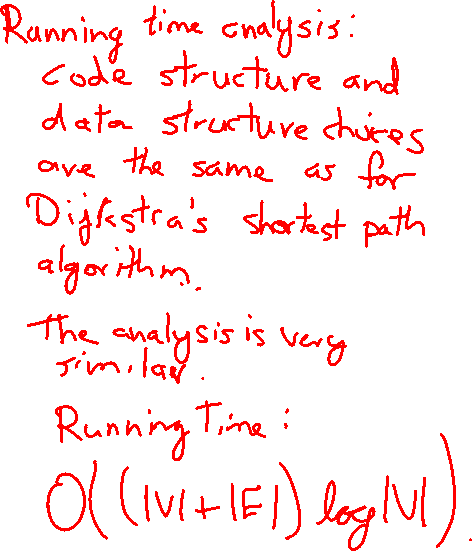 Running time analysis:
code structure and
data structure choices
are the same as for
Dijkstra's shortest path
algorithm.
The analysis is very
similar.
Running Time:
O((|V|+|E|) log|V|).